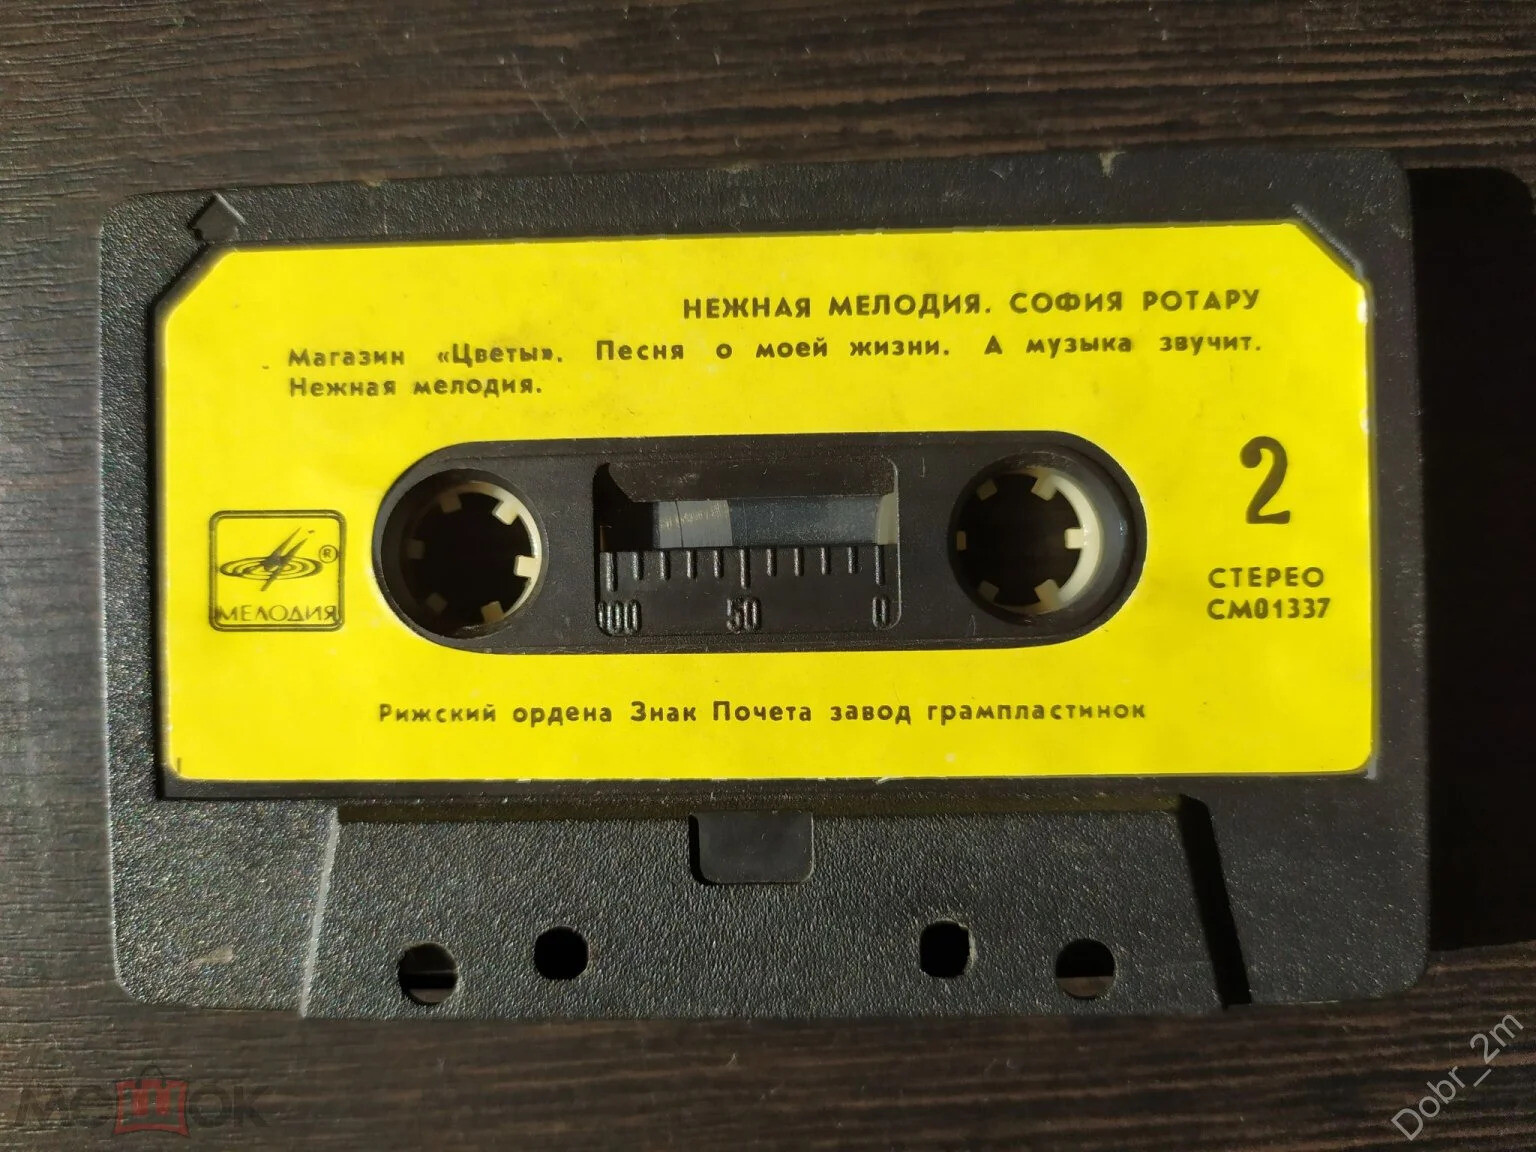 НЕЖНАЯ МЕЛОДИЯ. СОФИЯ РОТАРУ
Магазин «Цветы». Песня о моей жизни. А музыка звучит.
Нежная мелодия.
2
® МЕЛОДИЯ
100 50 0
СТЕРЕО
СМ01337
Рижский ордена Знак Почета завод грампластинок
мешок
Dobr_2m